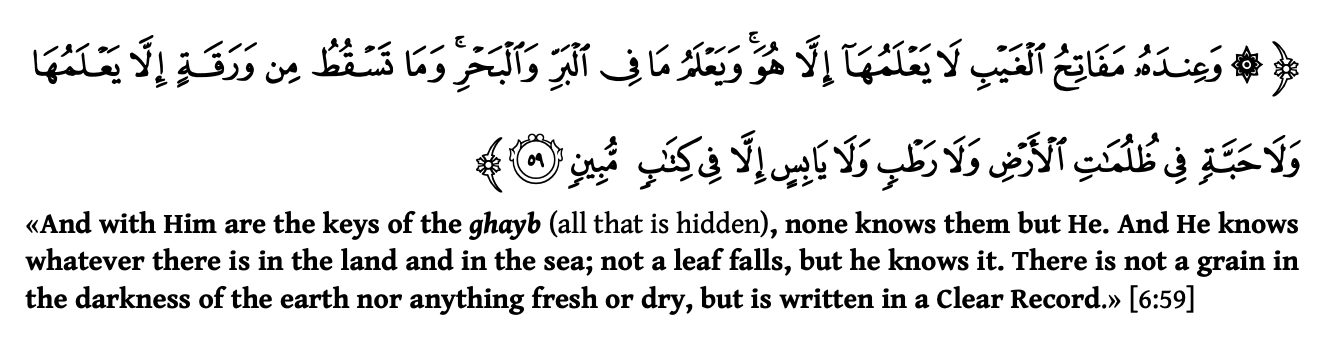 ﴿ ۞ وَعِندَهُۥ مَفَاتِحُ ٱلْغَيْبِ لَا يَعْلَمُهَآ إِلَّا هُوَ ۚ وَيَعْلَمُ مَا فِى ٱلْبَرِّ وَٱلْبَحْرِ ۚ وَمَا تَسْقُطُ مِن وَرَقَةٍ إِلَّا يَعْلَمُهَا
وَلَا حَبَّةٍ فِى ظُلُمَـٰتِ ٱلْأَرْضِ وَلَا رَطْبٍ وَلَا يَابِسٍ إِلَّا فِى كِتَـٰبٍ مُّبِينٍ ٥٩ ﴾
«And with Him are the keys of the ghayb (all that is hidden), none knows them but He. And He knows
whatever there is in the land and in the sea; not a leaf falls, but he knows it. There is not a grain in
the darkness of the earth nor anything fresh or dry, but is written in a Clear Record.» [6:59]